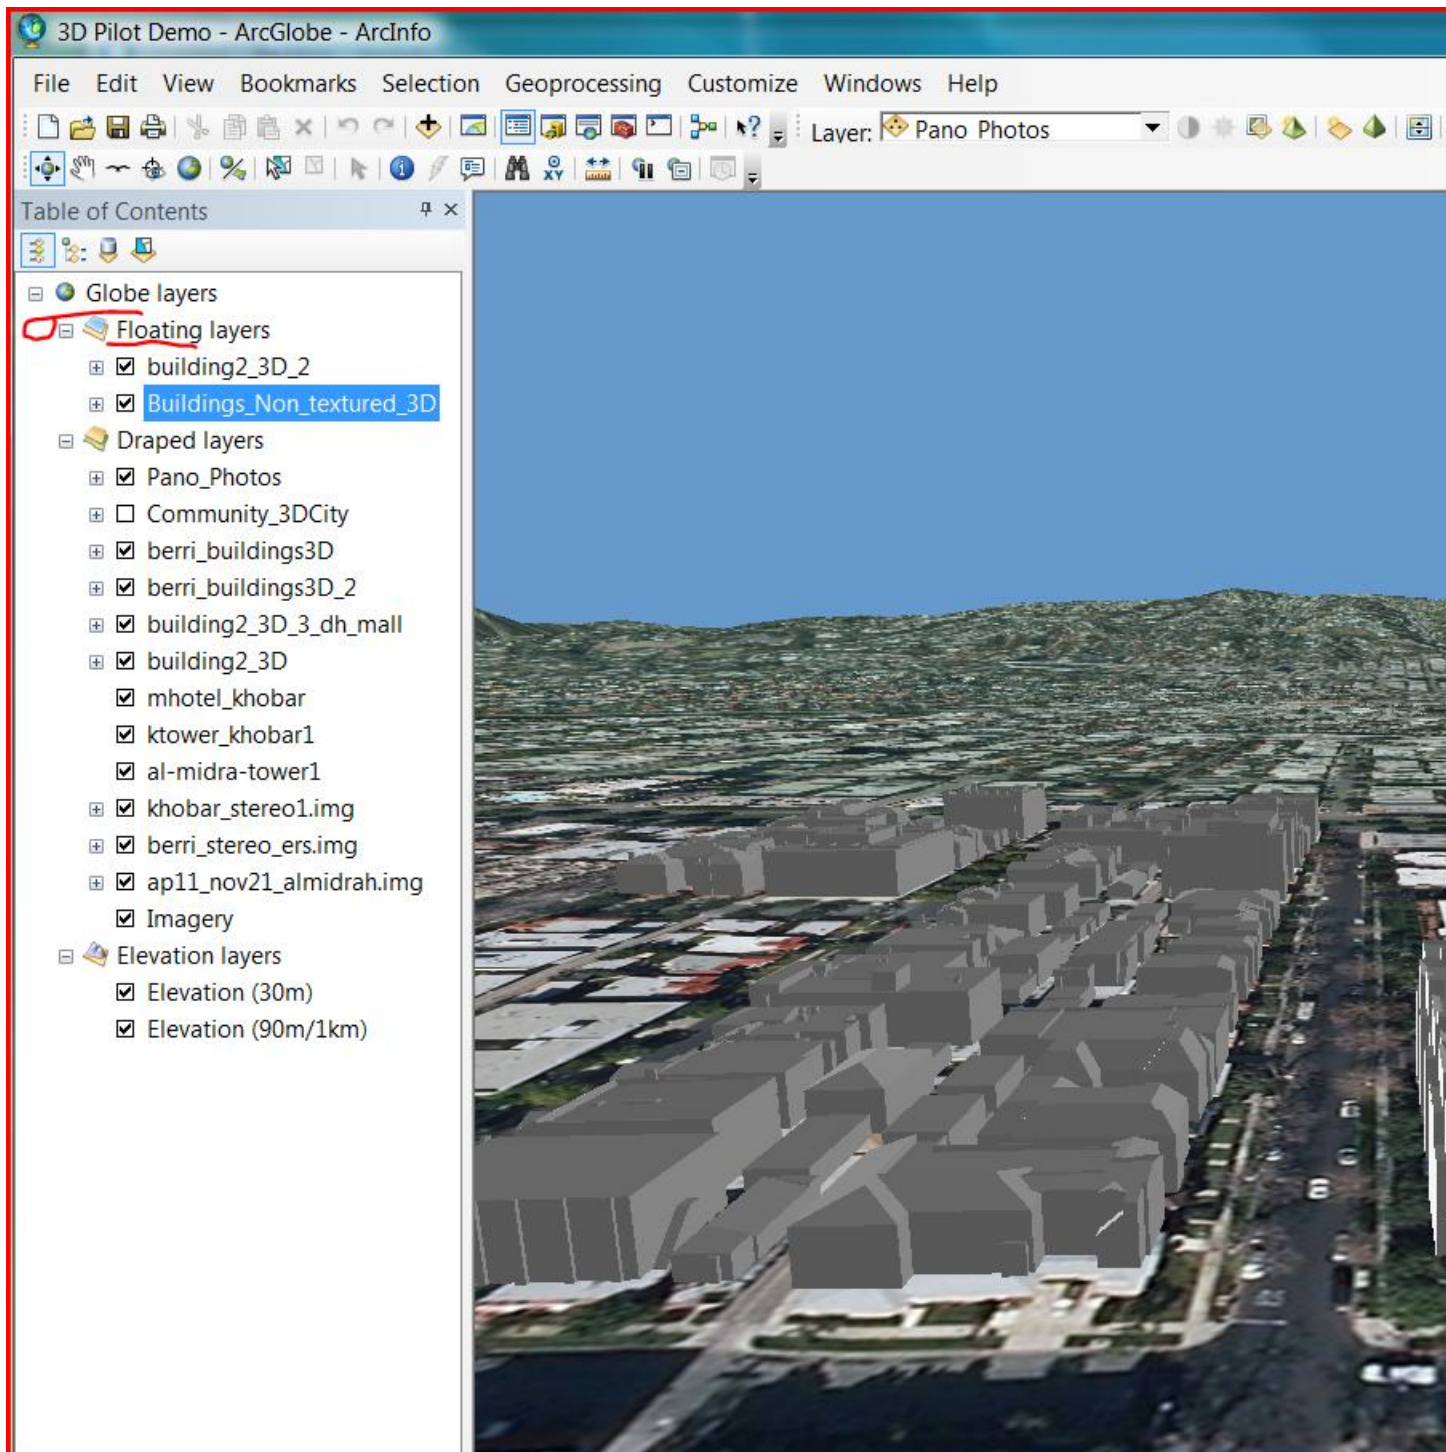 3D Pilot Demo - ArcGlobe - ArcInfo
File Edit View Bookmarks Selection Geoprocessing Customize Windows Help
Layer: Pano_Photos
XY
Table of Contents
Globe layers
Floating layers
building2_3D_2
Buildings_Non_textured_3D
Draped layers
Pano_Photos
Community_3DCity
berri_buildings3D
berri_buildings3D_2
building2_3D_3_dh_mall
building2_3D
mhotel_khobar
ktower_khobar1
al-midra-tower1
khobar_stereo1.img
berri_stereo_ers.img
ap11_nov21_almidrah.img
Imagery
Elevation layers
Elevation (30m)
Elevation (90m/1km)